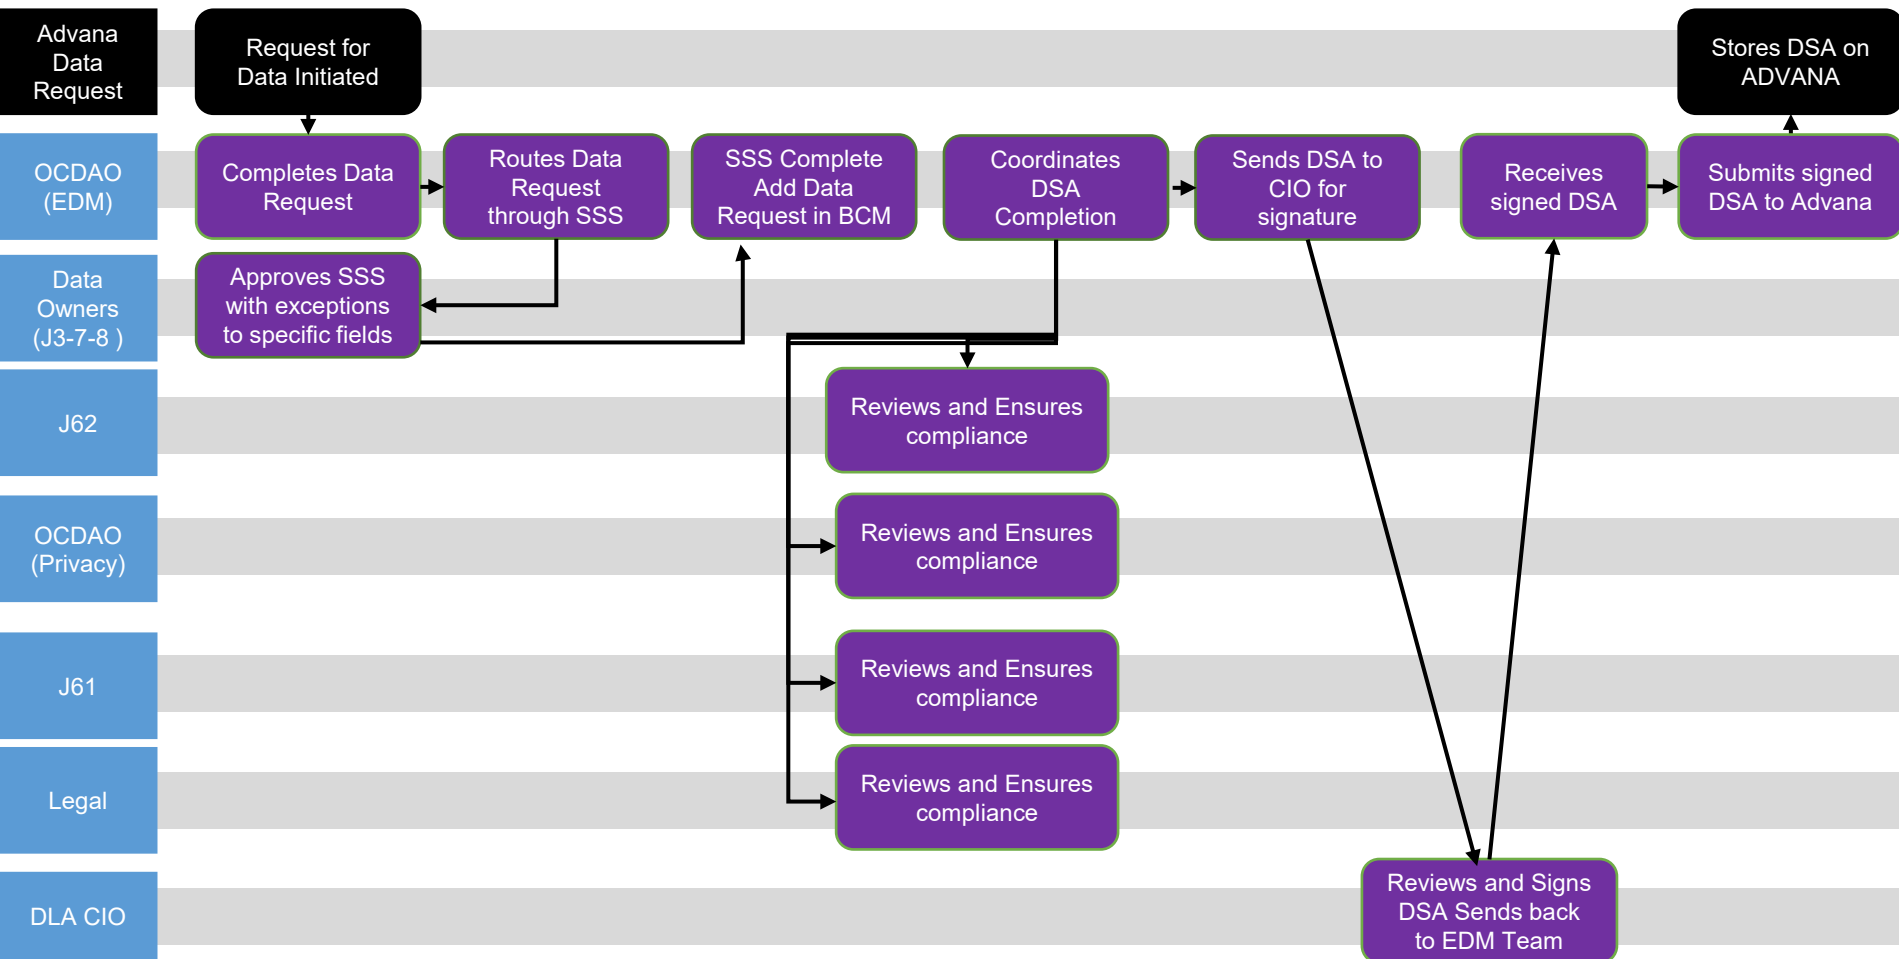 Advana
Data
Request
Request for
Data Initiated
Stores DSA on
ADVANA
OCDAO
(EDM)
Completes Data
Request
Routes Data
Request
through SSS
SSS Complete
Add Data
Request in BCM
Coordinates
DSA
Completion
Sends DSA to
CIO for
signature
Receives
signed DSA
Submits signed
DSA to Advana
Data
Owners
(J3-7-8 )
Approves SSS
with exceptions
to specific fields
J62
Reviews and Ensures
compliance
OCDAO
(Privacy)
Reviews and Ensures
compliance
J61
Reviews and Ensures
compliance
Legal
Reviews and Ensures
compliance
DLA CIO
Reviews and Signs
DSA Sends back
to EDM Team